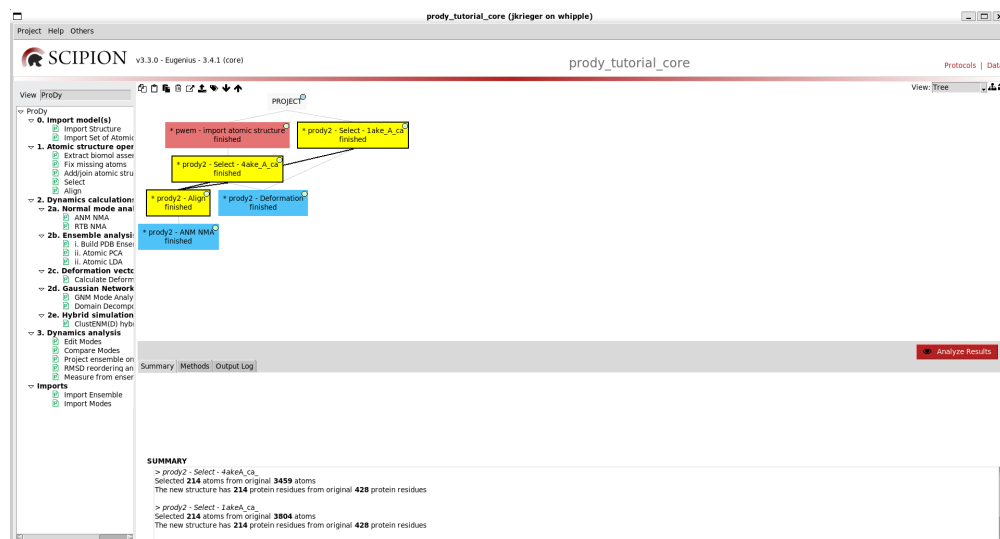 prody_tutorial_core (jkrieger on whipple)
Project Help Others
SCIPION v3.3.0 - Eugenius - 3.4.1 (core)
prody_tutorial_core
Protocols | Dat
View ProDy
View: Tree
ProDy
0. Import model(s)
Import Structure
Import Set of Atomic
1. Atomic structure oper
Extract biomol asser
Fix missing atoms
Add/join atomic stru
Select
Align
2. Dynamics calculations
2a. Normal mode anal
ANM NMA
RTB NMA
2b. Ensemble analysis
i. Build PDB Enser
ii. Atomic PCA
ii. Atomic LDA
2c. Deformation vecto
Calculate Deform
2d. Gaussian Network
GNM Mode Analy
Domain Decompo
2e. Hybrid simulation
ClustENM(D) hybr
3. Dynamics analysis
Edit Modes
Compare Modes
Project ensemble on
RMSD reordering an
Measure from enser
Imports
Import Ensemble
Import Modes
PROJECT
* pwem - import atomic structure
finished
* prody2 - Select - 1ake_A_ca
finished
* prody2 - Select - 4ake_A_ca
finished
* prody2 - Align
finished
* prody2 - Deformation
finished
* prody2 - ANM NMA
finished
Analyze Results
Summary Methods Output Log
SUMMARY
> prody2 - Select - 4akeA_ca_
Selected 214 atoms from original 3459 atoms
The new structure has 214 protein residues from original 428 protein residues
> prody2 - Select - 1akeA_ca_
Selected 214 atoms from original 3804 atoms
The new structure has 214 protein residues from original 428 protein residues